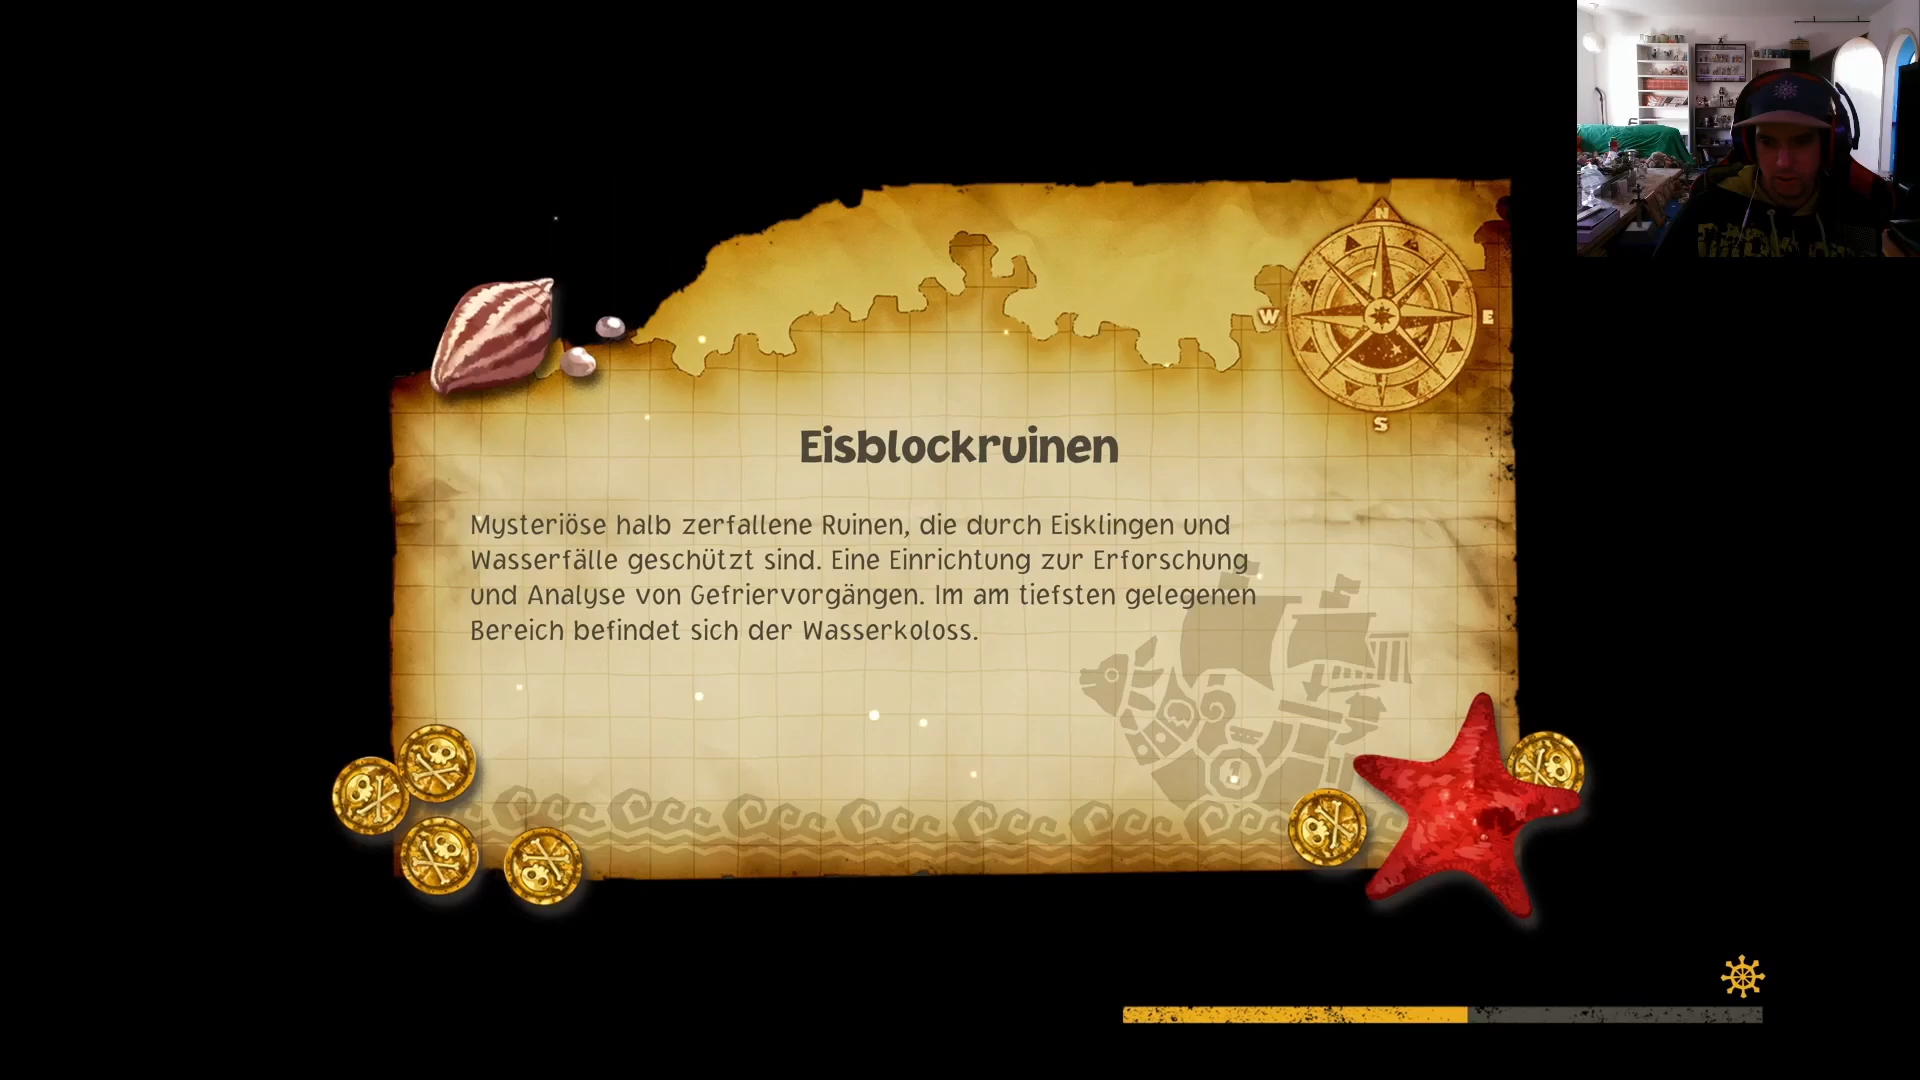 N
W
E
S
Eisblockruinen
Mysteriöse halb zerfallene Ruinen, die durch Eisklingen und
Wasserfälle geschützt sind. Eine Einrichtung zur Erforschung
und Analyse von Gefriervorgängen. Im am tiefsten gelegenen
Bereich befindet sich der Wasserkoloss.
1